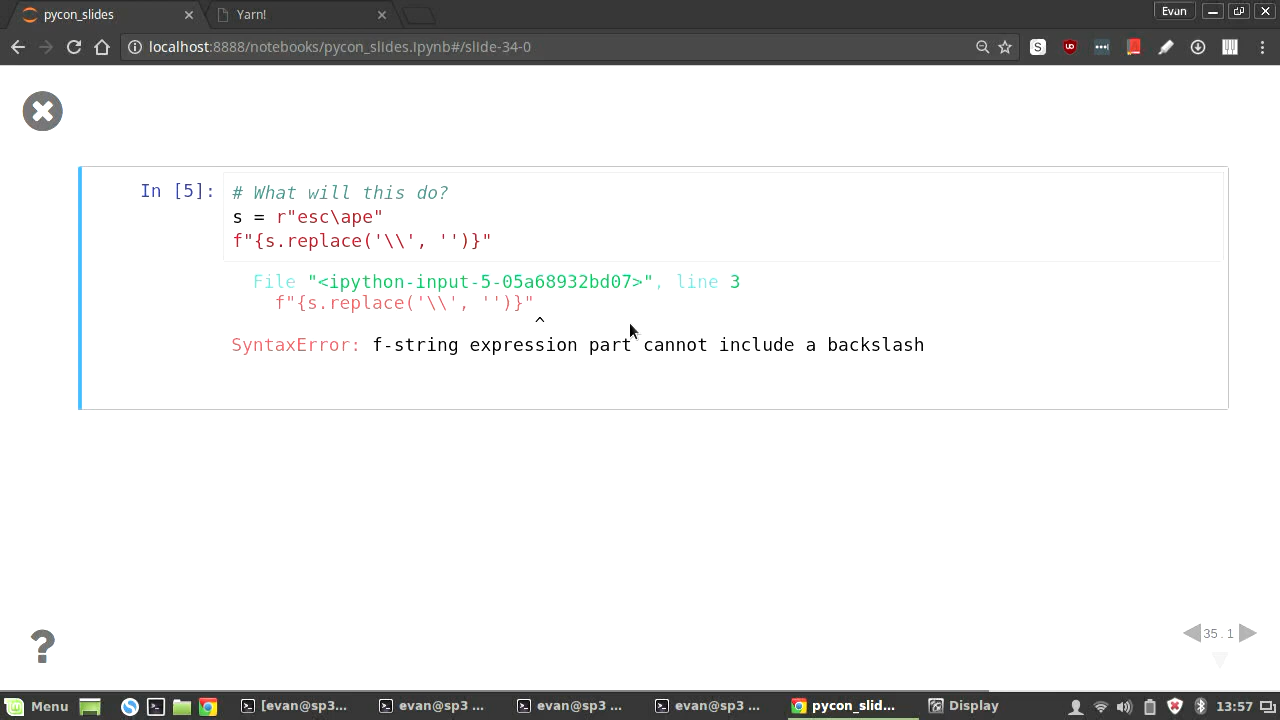 pycon_slides
Yarn!
Evan
localhost:8888/notebooks/pycon_slides.ipynb#/slide-34-0
S
In [5]:
# What will this do?
s = r"esc\ape"
f"{s.replace('\\', '')}"
File "<ipython-input-5-05a68932bd07>", line 3
f"{s.replace('\\', '')}"
^
SyntaxError: f-string expression part cannot include a backslash
?
35.1
Menu
[evan@sp3...
evan@sp3 ...
evan@sp3 ...
evan@sp3 ...
pycon_slid...
Display
13:57